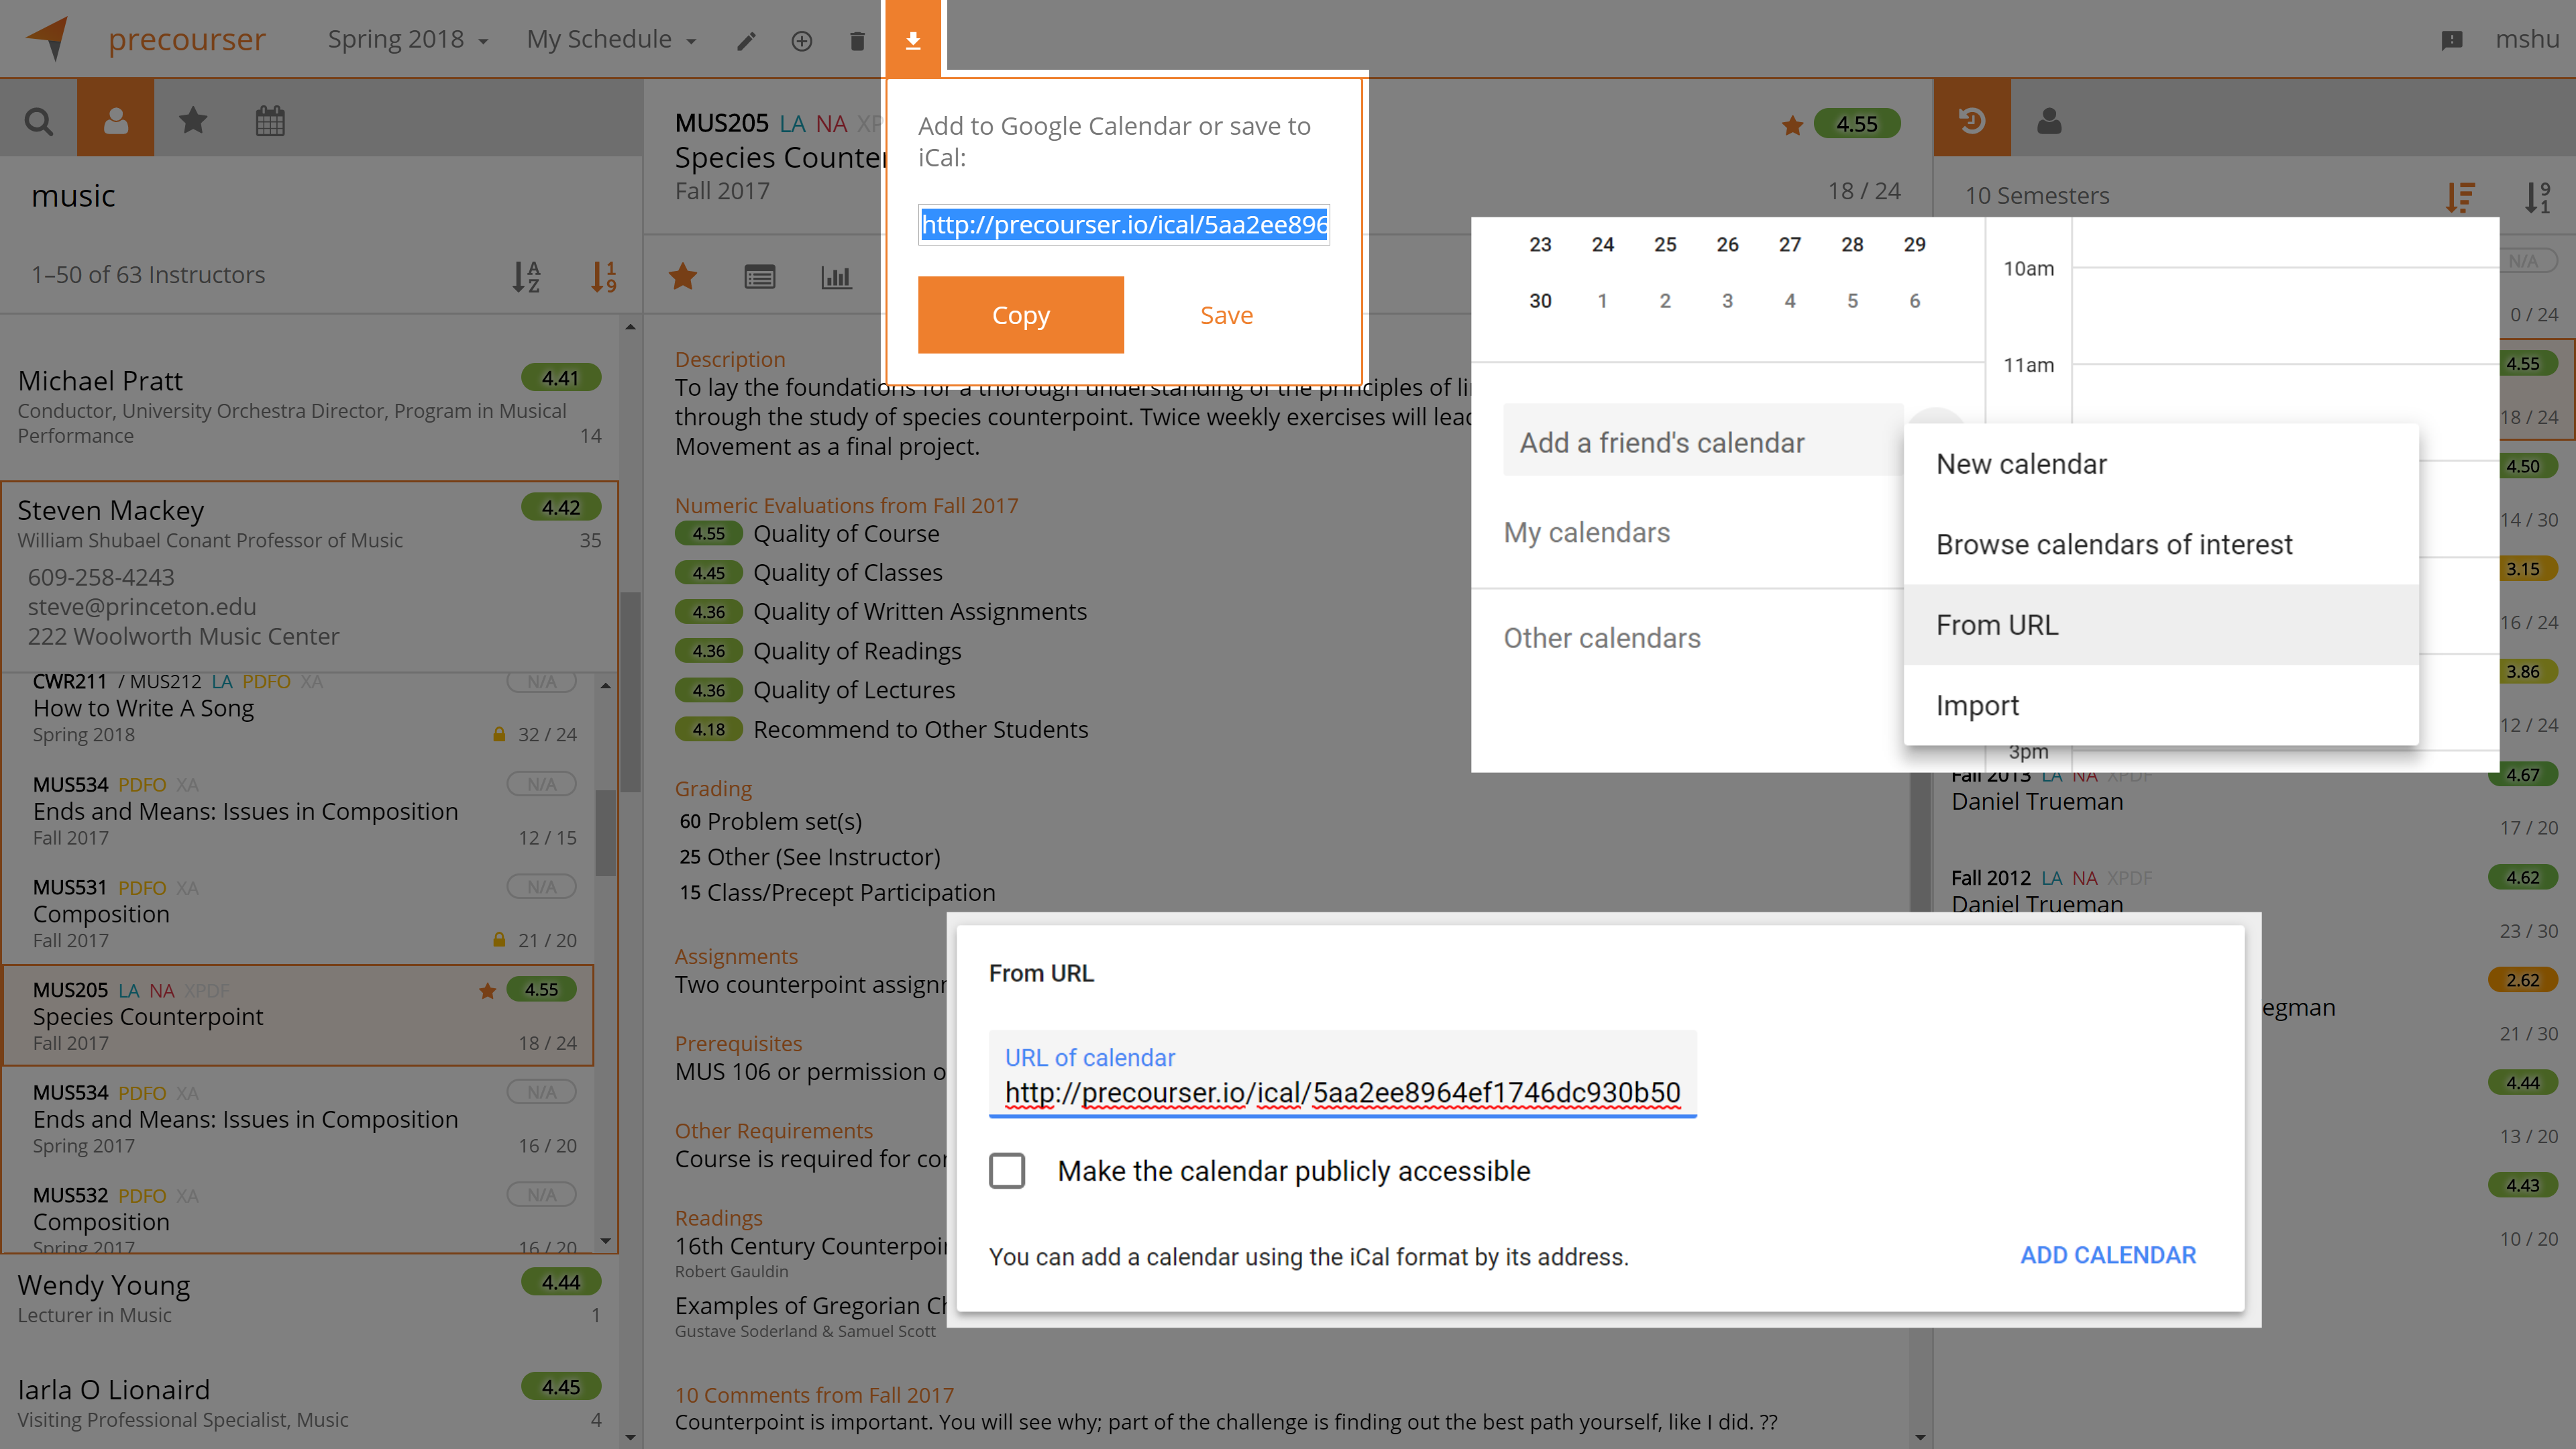 precourser
Spring 2018
My Schedule
mshu
music
1–50 of 63 Instructors
A
Z
1
9
Michael Pratt
4.41
Conductor, University Orchestra Director, Program in Musical
Performance
14
Steven Mackey
4.42
William Shubael Conant Professor of Music
35
609-258-4243
steve@princeton.edu
222 Woolworth Music Center
CWR211 / MUS212 LA PDFO XA
N/A
How to Write A Song
Spring 2018
32 / 24
MUS534 PDFO XA
N/A
Ends and Means: Issues in Composition
Fall 2017
12 / 15
MUS531 PDFO XA
N/A
Composition
Fall 2017
21 / 20
MUS205 LA NA XPDF
4.55
Species Counterpoint
Fall 2017
18 / 24
MUS534 PDFO XA
N/A
Ends and Means: Issues in Composition
Spring 2017
16 / 20
MUS532 PDFO XA
N/A
Composition
Spring 2017
16 / 20
Wendy Young
4.44
Lecturer in Music
1
Iarla O Lionaird
4.45
Visiting Professional Specialist, Music
4
MUS205 LA NA
4.55
Species
Fall 2017
18 / 24
Add to Google Calendar or save to
iCal:
http://precourser.io/ical/5aa2ee896
Copy
Save
Description
To lay the foundations for a thorough understanding of the principles of
through the study of species counterpoint. Twice weekly exercises will
Movement as a final project.
Numeric Evaluations from Fall 2017
4.55 Quality of Course
4.45 Quality of Classes
4.36 Quality of Written Assignments
4.36 Quality of Readings
4.36 Quality of Lectures
4.18 Recommend to Other Students
Grading
60 Problem set(s)
25 Other (See Instructor)
15 Class/Precept Participation
Assignments
Two counterpoint
Prerequisites
MUS 106 or permission
Other Requirements
Course is required for
Readings
16th Century
Robert Gauldin
Examples of Gregorian
Gustave Soderland & Samuel Scott
10 Comments from Fall 2017
Counterpoint is important. You will see why; part of the challenge is finding out the best path yourself, like I did. ??
23 24 25 26 27 28 29
30 1 2 3 4 5 6
10am
11am
Add a friend's calendar
My calendars
Other calendars
New calendar
Browse calendars of interest
From URL
Import
3pm
From URL
URL of calendar
http://precourser.io/ical/5aa2ee8964ef1746dc930b50
Make the calendar publicly accessible
You can add a calendar using the iCal format by its address.
ADD CALENDAR
10 Semesters
9
1
N/A
0 / 24
4.55
18 / 24
4.50
14 / 30
3.15
16 / 24
3.86
12 / 24
Fall 2013 LA NA XPDF
4.67
Daniel Trueman
17 / 20
Fall 2012 LA NA XPDF
4.62
Daniel Trueman
23 / 30
2.62
egman
21 / 30
4.44
13 / 20
4.43
10 / 20